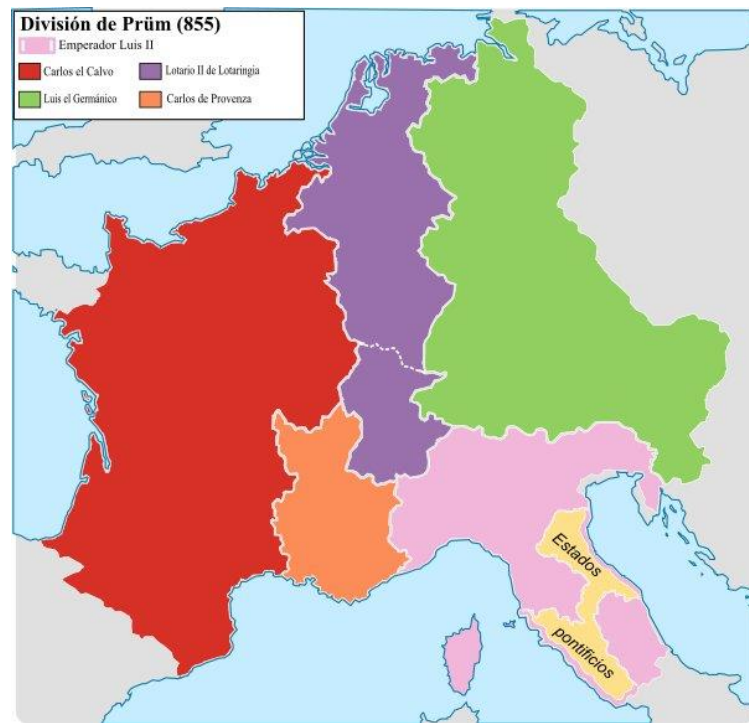 División de Prüm (855)
Emperador Luis II
Carlos el Calvo
Lotario II de Lotaringia
Luis el Germánico
Carlos de Provenza
Estados
pontificios